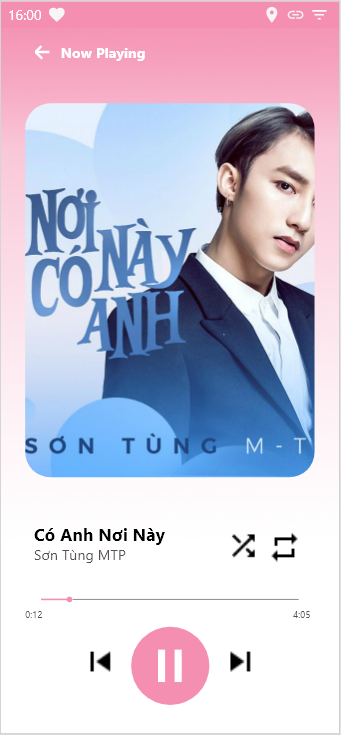 16:00
Now Playing
NƠI
CÓ NÀY
ANH
SƠN TÙNG M-T
Có Anh Nơi Này
Sơn Tùng MTP
0:12
4:05